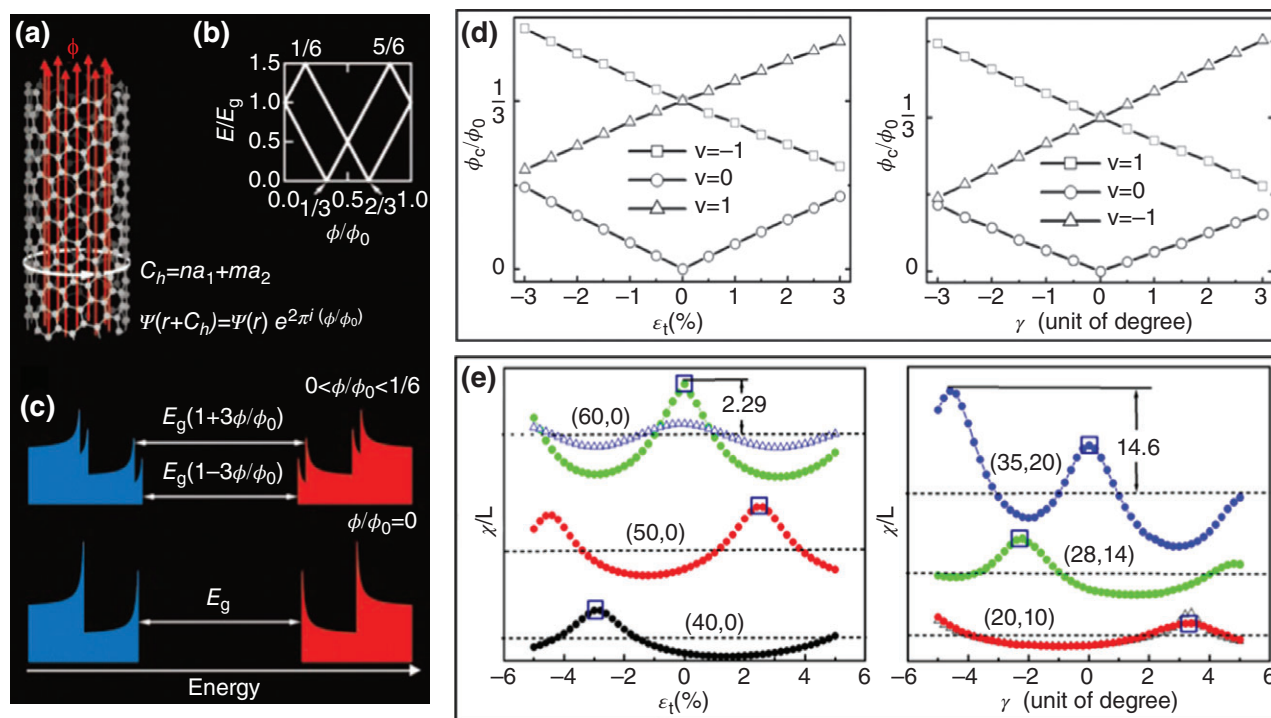 (a)
ϕ
C_h=na_1+ma_2
Ψ(r+C_h)=Ψ(r) e^{2πi (ϕ/ϕ_0)}
(b)
1/6 5/6
1.5
1.0
0.5
0.0
E/E_g
0.0 0.5 1.0
1/3 2/3
ϕ/ϕ_0
(c)
0<ϕ/ϕ_0<1/6
E_g(1+3ϕ/ϕ_0)
E_g(1−3ϕ/ϕ_0)
ϕ/ϕ_0=0
E_g
Energy
(d)
ϕ_c/ϕ_0
1
3
0
v=−1
v=0
v=1
−3 −2 −1 0 1 2 3
ε_t(%)
ϕ_c/ϕ_0
1
3
0
v=1
v=0
v=−1
−3 −2 −1 0 1 2 3
γ (unit of degree)
(e)
χ/L
(60,0)
2.29
(50,0)
(40,0)
−6 −4 −2 0 2 4 6
ε_t(%)
χ/L
(35,20)
14.6
(28,14)
(20,10)
−6 −4 −2 0 2 4 6
γ (unit of degree)